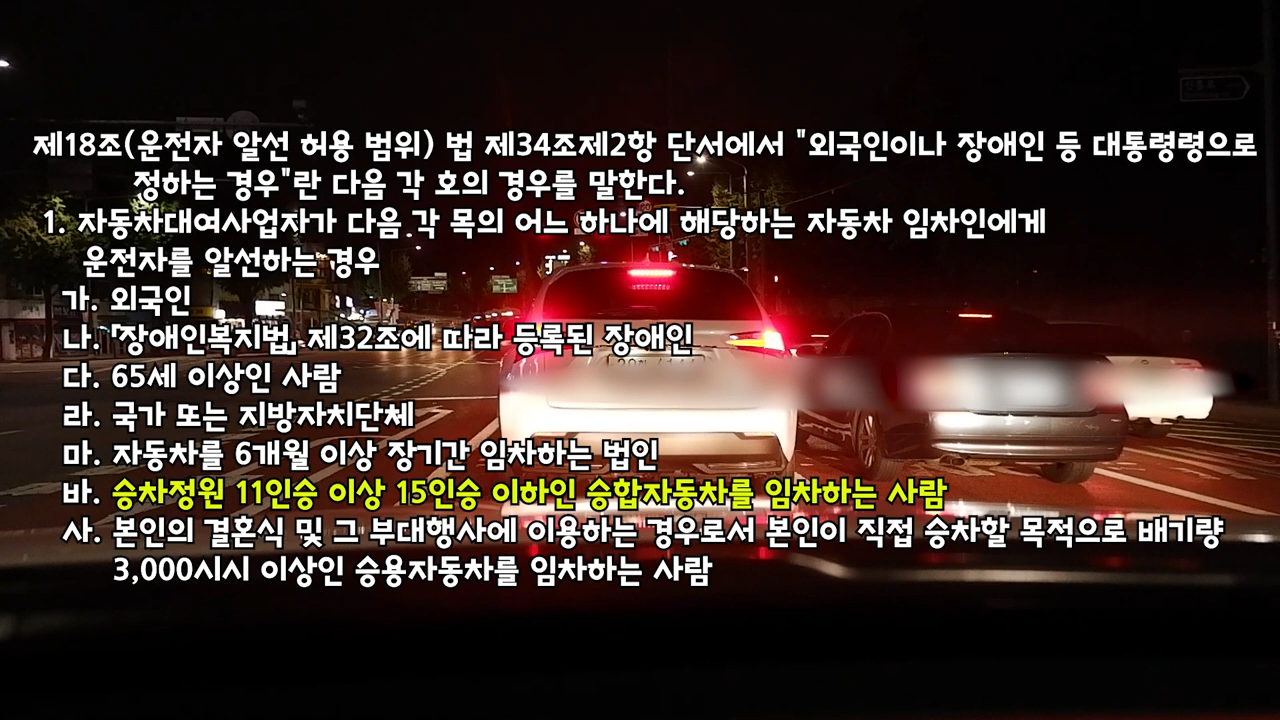 제18조(운전자 알선 허용 범위) 법 제34조제2항 단서에서 "외국인이나 장애인 등 대통령령으로
정하는 경우"란 다음 각 호의 경우를 말한다.
1. 자동차대여사업자가 다음 각 목의 어느 하나에 해당하는 자동차 임차인에게
운전자를 알선하는 경우
가. 외국인
나. 「장애인복지법」 제32조에 따라 등록된 장애인
다. 65세 이상인 사람
라. 국가 또는 지방자치단체
마. 자동차를 6개월 이상 장기간 임차하는 법인
바. 승차정원 11인승 이상 15인승 이하인 승합자동차를 임차하는 사람
사. 본인의 결혼식 및 그 부대행사에 이용하는 경우로서 본인이 직접 승차할 목적으로 배기량
3,000시시 이상인 승용자동차를 임차하는 사람